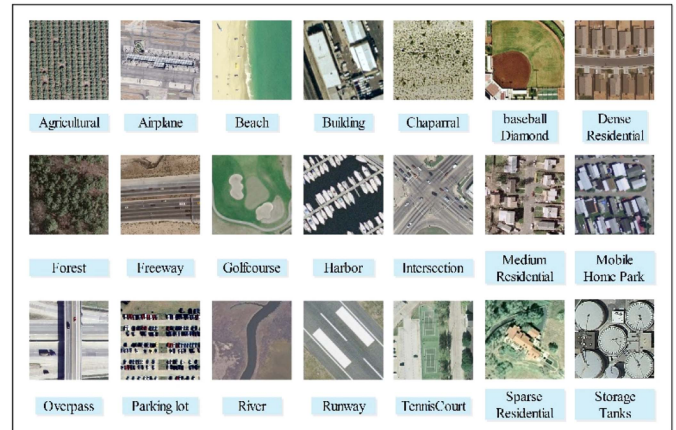 Agricultural
Airplane
Beach
Building
Chaparral
baseball
Diamond
Dense
Residential
Forest
Freeway
Golfcourse
Harbor
Intersection
Medium
Residential
Mobile
Home Park
Overpass
Parking lot
River
Runway
TennisCourt
Sparse
Residential
Storage
Tanks